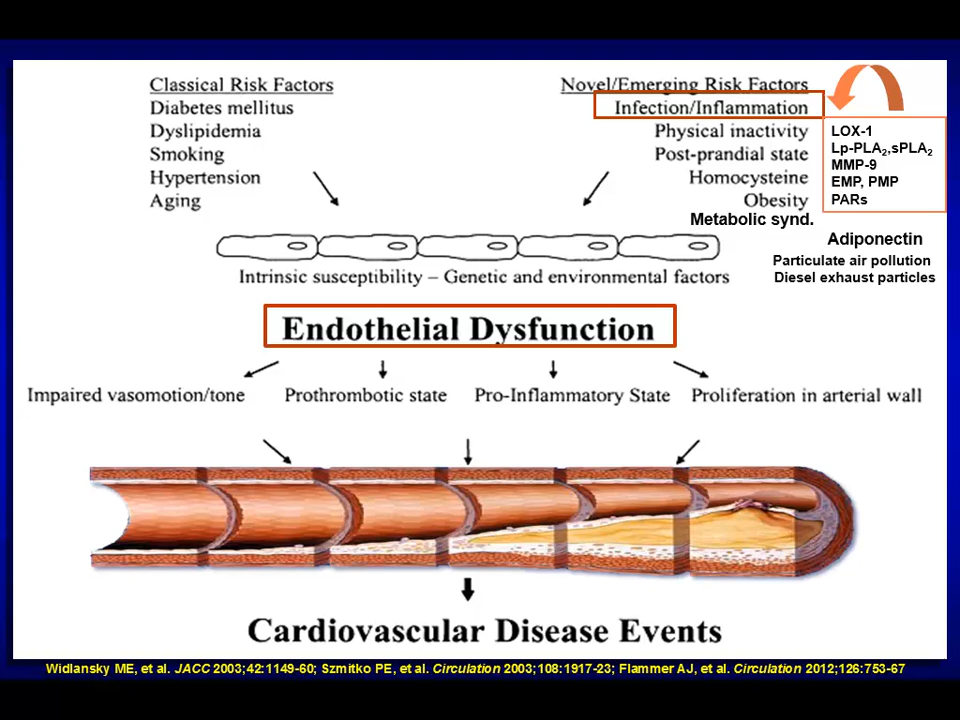 Classical Risk Factors
Diabetes mellitus
Dyslipidemia
Smoking
Hypertension
Aging
Novel/Emerging Risk Factors
Infection/Inflammation
Physical inactivity
Post-prandial state
Homocysteine
Obesity
Metabolic synd.
LOX-1
Lp-PLA2,sPLA2
MMP-9
EMP, PMP
PARs
Adiponectin
Particulate air pollution
Diesel exhaust particles
Intrinsic susceptibility – Genetic and environmental factors
Endothelial Dysfunction
Impaired vasomotion/tone
Prothrombotic state
Pro-Inflammatory State
Proliferation in arterial wall
Cardiovascular Disease Events
Widlansky ME, et al. JACC 2003;42:1149-60; Szmitko PE, et al. Circulation 2003;108:1917-23; Flammer AJ, et al. Circulation 2012;126:753-67